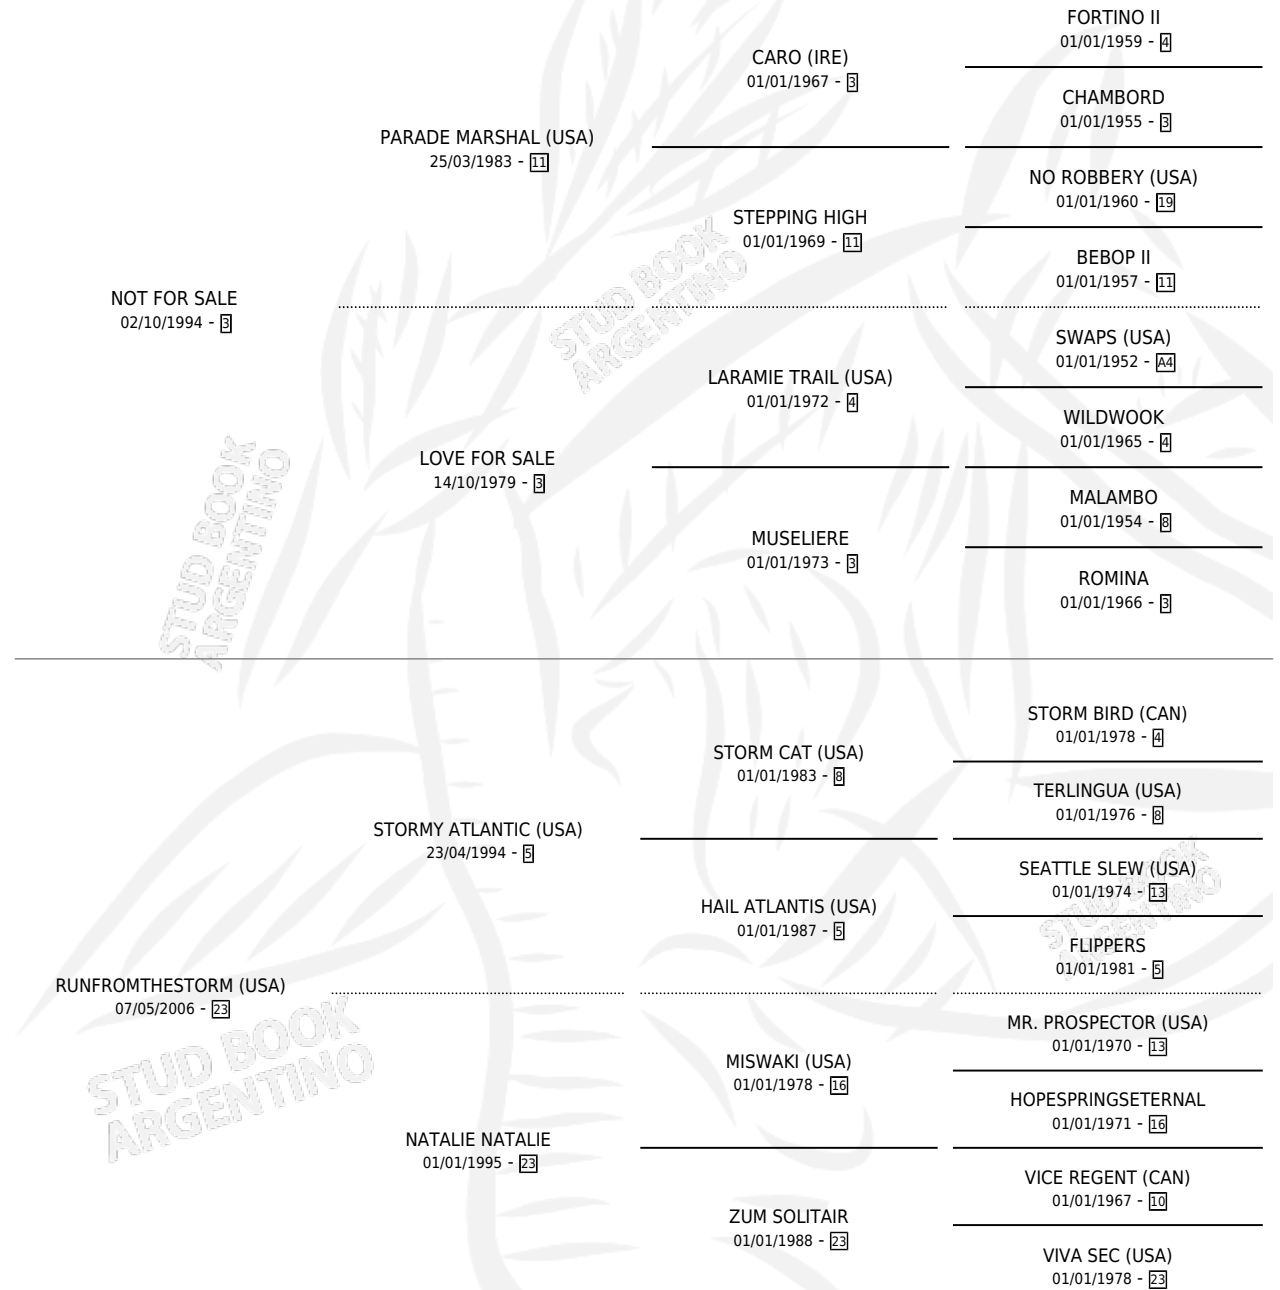 FORTINO II
01/01/1959 - 4
CARO (IRE)
01/01/1967 - 3
CHAMBORD
01/01/1955 - 3
PARADE MARSHAL (USA)
25/03/1983 - 11
NO ROBBERY (USA)
01/01/1960 - 19
STEPPING HIGH
01/01/1969 - 11
BEBOP II
01/01/1957 - 11
NOT FOR SALE
02/10/1994 - 3
SWAPS (USA)
01/01/1952 - A4
LARAMIE TRAIL (USA)
01/01/1972 - 4
WILDWOOK
01/01/1965 - 4
LOVE FOR SALE
14/10/1979 - 3
MALAMBO
01/01/1954 - 8
MUSELIERE
01/01/1973 - 3
ROMINA
01/01/1966 - 3
STUD BOOK
ARGENTINO
STUD BOOK
ARGENTINO
STORM BIRD (CAN)
01/01/1978 - 4
STORM CAT (USA)
01/01/1983 - 8
TERLINGUA (USA)
01/01/1976 - 8
STORMY ATLANTIC (USA)
23/04/1994 - 5
SEATTLE SLEW (USA)
01/01/1974 - 13
HAIL ATLANTIS (USA)
01/01/1987 - 5
FLIPPERS
01/01/1981 - 5
RUNFROMTHESTORM (USA)
07/05/2006 - 23
MR. PROSPECTOR (USA)
01/01/1970 - 13
MISWAKI (USA)
01/01/1978 - 16
HOPESPRINGSETERNAL
01/01/1971 - 16
NATALIE NATALIE
01/01/1995 - 23
VICE REGENT (CAN)
01/01/1967 - 10
ZUM SOLITAIR
01/01/1988 - 23
VIVA SEC (USA)
01/01/1978 - 23
STUD BOOK
ARGENTINO
STUD BOOK
ARGENTINO